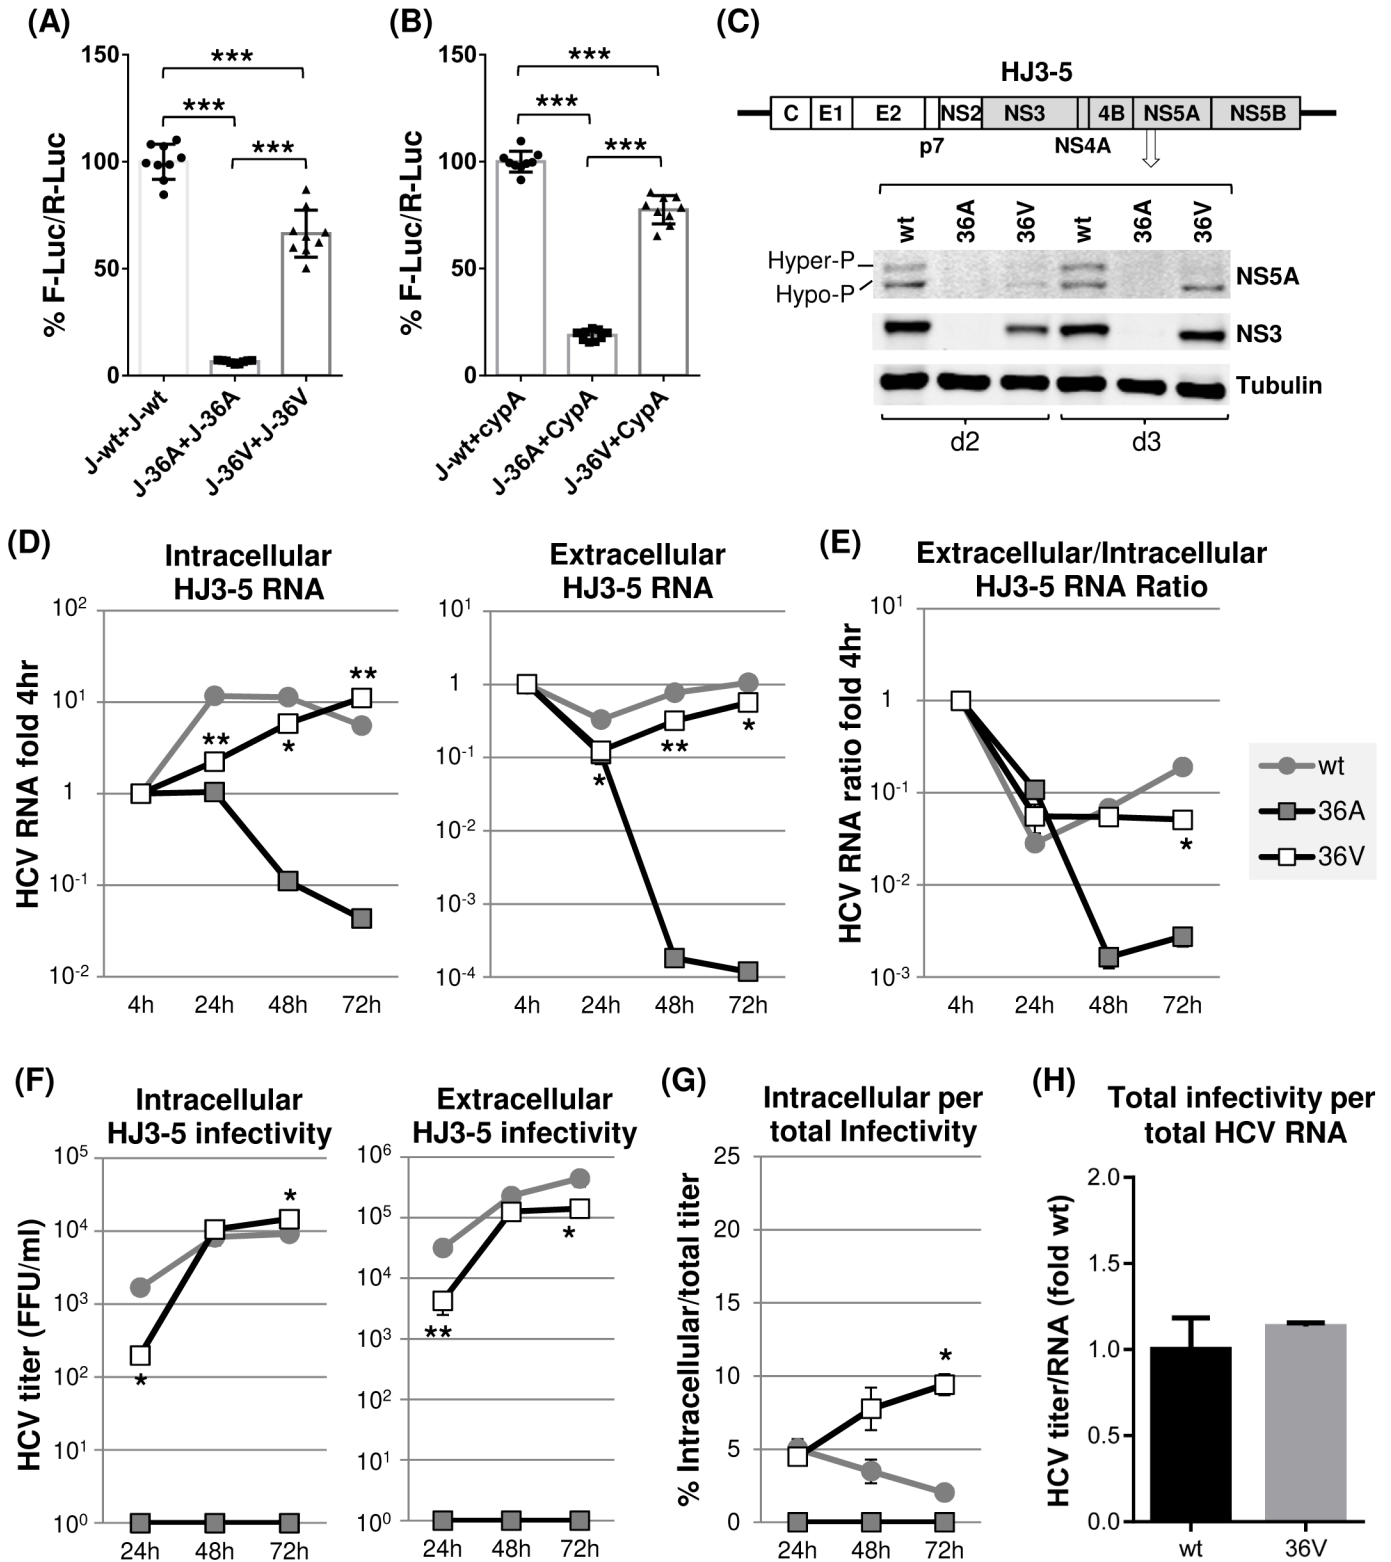 (A)
150
100
50
0
% F-Luc/R-Luc
***
***
***
J-wt+J-wt
J-36A+J-36A
J-36V+J-36V
(B)
150
100
50
0
% F-Luc/R-Luc
***
***
***
J-wt+cypA
J-36A+CypA
J-36V+CypA
(C)
HJ3-5
C E1 E2 NS2 NS3 4B NS5A NS5B
p7 NS4A
wt 36A 36V wt 36A 36V
Hyper-P
Hypo-P
NS5A
NS3
Tubulin
d2 d3
(D)
Intracellular
HJ3-5 RNA
HCV RNA fold 4hr
10²
10¹
1
10⁻¹
10⁻²
**
*
**
4h 24h 48h 72h
Extracellular
HJ3-5 RNA
10¹
1
10⁻¹
10⁻²
10⁻³
10⁻⁴
*
**
*
4h 24h 48h 72h
(E)
Extracellular/Intracellular
HJ3-5 RNA Ratio
HCV RNA ratio fold 4hr
10¹
1
10⁻¹
10⁻²
10⁻³
*
4h 24h 48h 72h
wt
36A
36V
(F)
Intracellular
HJ3-5 infectivity
HCV titer (FFU/ml)
10⁵
10⁴
10³
10²
10¹
10⁰
*
*
24h 48h 72h
Extracellular
HJ3-5 infectivity
10⁶
10⁵
10⁴
10³
10²
10¹
10⁰
**
*
24h 48h 72h
(G)
Intracellular per
total Infectivity
% Intracellular/total titer
25
20
15
10
5
0
*
24h 48h 72h
(H)
Total infectivity per
total HCV RNA
HCV titer/RNA (fold wt)
2.0
1.5
1.0
0.5
0.0
wt 36V